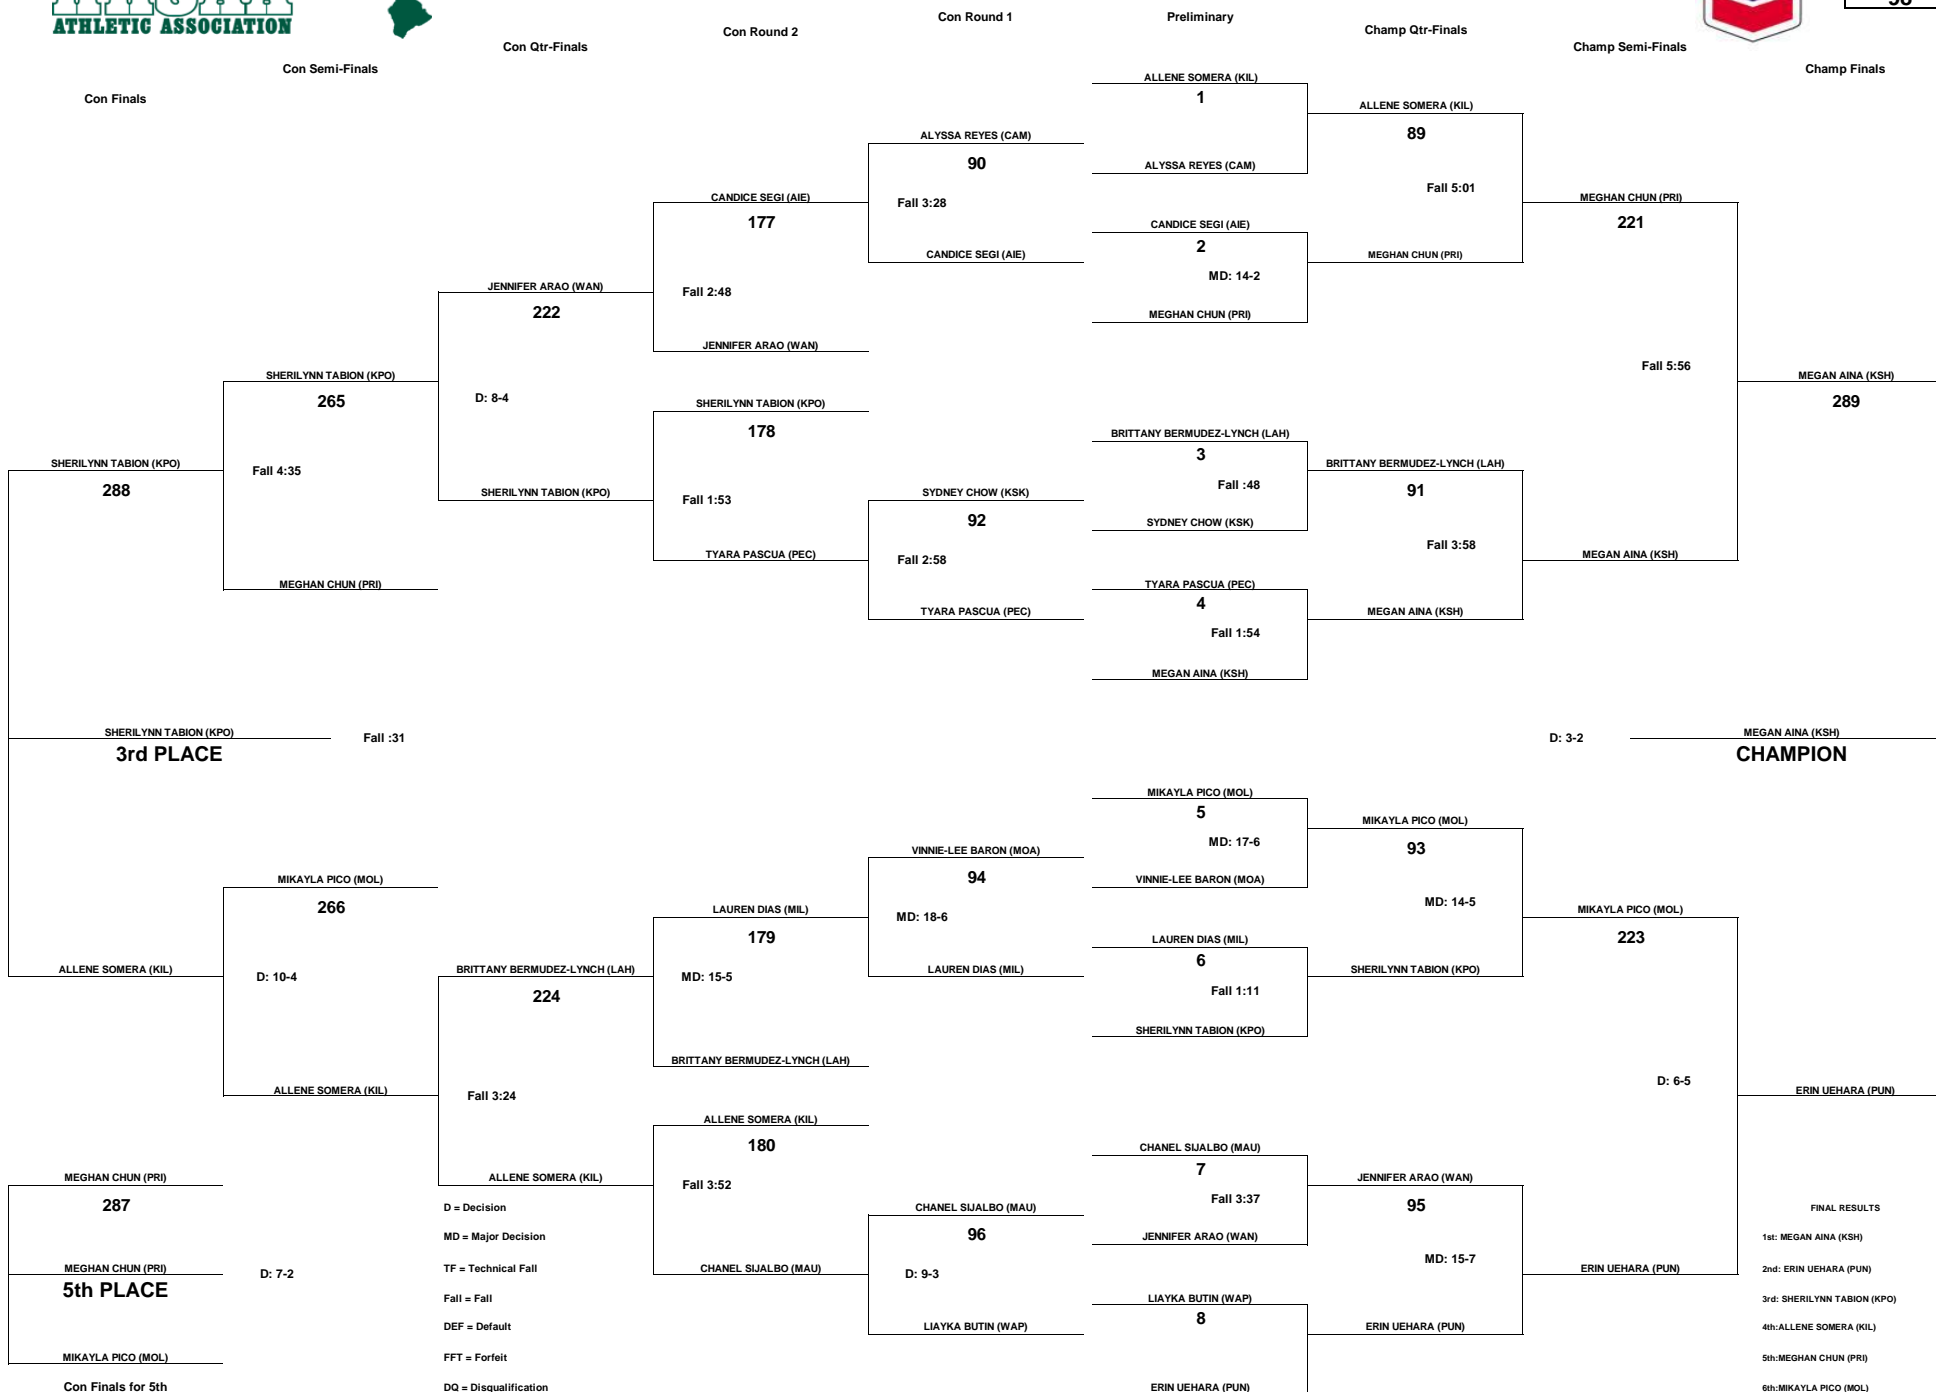 ATHLETIC ASSOCIATION
Con Finals
Con Semi-Finals
Con Qtr-Finals
Con Round 2
Con Round 1
Preliminary
Champ Qtr-Finals
Champ Semi-Finals
Champ Finals
ALLENE SOMERA (KIL)
1
ALYSSA REYES (CAM)
CANDICE SEGI (AIE)
2
MD: 14-2
MEGHAN CHUN (PRI)
BRITTANY BERMUDEZ-LYNCH (LAH)
3
Fall :48
SYDNEY CHOW (KSK)
TYARA PASCUA (PEC)
4
Fall 1:54
MEGAN AINA (KSH)
MIKAYLA PICO (MOL)
5
MD: 17-6
VINNIE-LEE BARON (MOA)
LAUREN DIAS (MIL)
6
Fall 1:11
SHERILYNN TABION (KPO)
CHANEL SIJALBO (MAU)
7
Fall 3:37
JENNIFER ARAO (WAN)
LIAYKA BUTIN (WAP)
8
ERIN UEHARA (PUN)
ALLENE SOMERA (KIL)
89
Fall 5:01
MEGHAN CHUN (PRI)
BRITTANY BERMUDEZ-LYNCH (LAH)
91
Fall 3:58
MEGAN AINA (KSH)
MIKAYLA PICO (MOL)
93
MD: 14-5
SHERILYNN TABION (KPO)
JENNIFER ARAO (WAN)
95
MD: 15-7
ERIN UEHARA (PUN)
MEGHAN CHUN (PRI)
221
Fall 5:56
MEGAN AINA (KSH)
MIKAYLA PICO (MOL)
223
D: 6-5
ERIN UEHARA (PUN)
MEGAN AINA (KSH)
289
D: 3-2
MEGAN AINA (KSH)
CHAMPION
ERIN UEHARA (PUN)
ALYSSA REYES (CAM)
90
Fall 3:28
CANDICE SEGI (AIE)
SYDNEY CHOW (KSK)
92
Fall 2:58
TYARA PASCUA (PEC)
VINNIE-LEE BARON (MOA)
94
MD: 18-6
LAUREN DIAS (MIL)
CHANEL SIJALBO (MAU)
96
D: 9-3
LIAYKA BUTIN (WAP)
CANDICE SEGI (AIE)
177
Fall 2:48
JENNIFER ARAO (WAN)
SHERILYNN TABION (KPO)
178
Fall 1:53
TYARA PASCUA (PEC)
LAUREN DIAS (MIL)
179
MD: 15-5
BRITTANY BERMUDEZ-LYNCH (LAH)
ALLENE SOMERA (KIL)
180
Fall 3:52
CHANEL SIJALBO (MAU)
JENNIFER ARAO (WAN)
222
D: 8-4
SHERILYNN TABION (KPO)
BRITTANY BERMUDEZ-LYNCH (LAH)
224
Fall 3:24
ALLENE SOMERA (KIL)
SHERILYNN TABION (KPO)
265
Fall 4:35
MEGHAN CHUN (PRI)
MIKAYLA PICO (MOL)
266
D: 10-4
ALLENE SOMERA (KIL)
SHERILYNN TABION (KPO)
288
SHERILYNN TABION (KPO)
Fall :31
3rd PLACE
ALLENE SOMERA (KIL)
MEGHAN CHUN (PRI)
287
MEGHAN CHUN (PRI)
D: 7-2
5th PLACE
MIKAYLA PICO (MOL)
Con Finals for 5th
D = Decision
MD = Major Decision
TF = Technical Fall
Fall = Fall
DEF = Default
FFT = Forfeit
DQ = Disqualification
FINAL RESULTS
1st: MEGAN AINA (KSH)
2nd: ERIN UEHARA (PUN)
3rd: SHERILYNN TABION (KPO)
4th:ALLENE SOMERA (KIL)
5th:MEGHAN CHUN (PRI)
6th:MIKAYLA PICO (MOL)